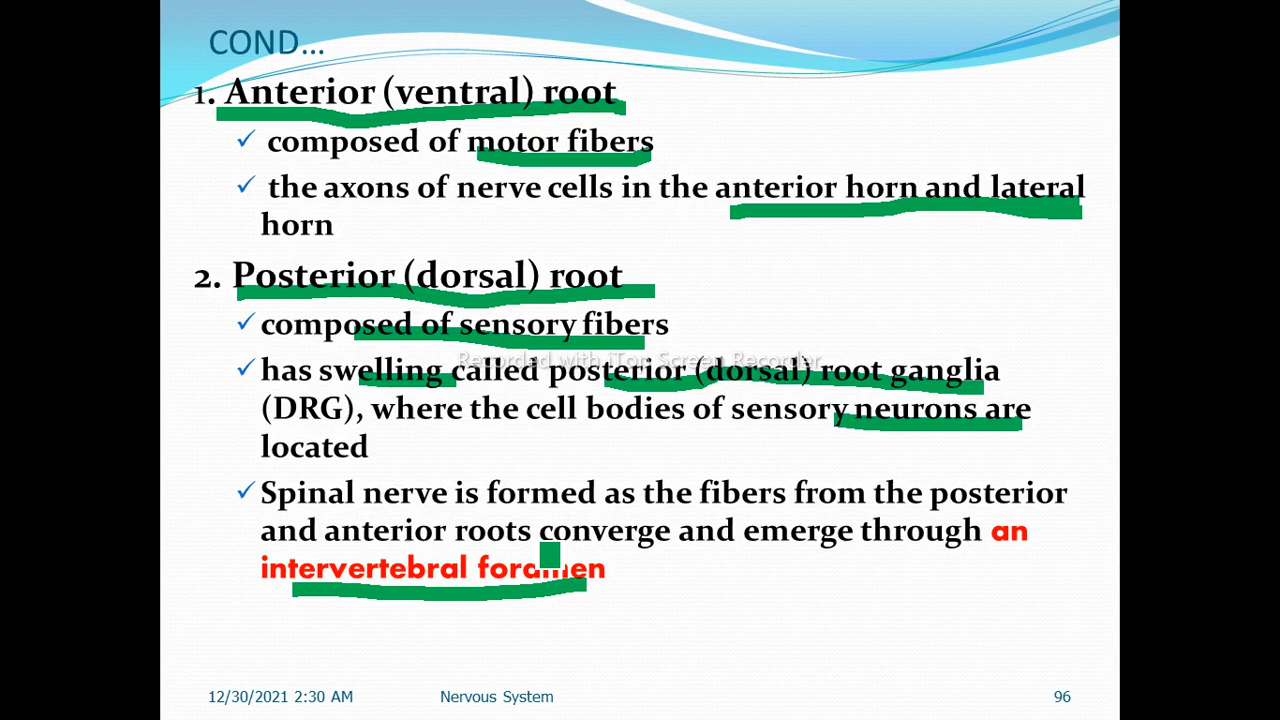 COND…
1. Anterior (ventral) root
✓ composed of motor fibers
✓ the axons of nerve cells in the anterior horn and lateral
horn
2. Posterior (dorsal) root
✓ composed of sensory fibers
Recorded with iTop Screen Recorder
✓ has swelling called posterior (dorsal) root ganglia
(DRG), where the cell bodies of sensory neurons are
located
✓ Spinal nerve is formed as the fibers from the posterior
and anterior roots converge and emerge through an
intervertebral foramen
12/30/2021 2:30 AM Nervous System 96